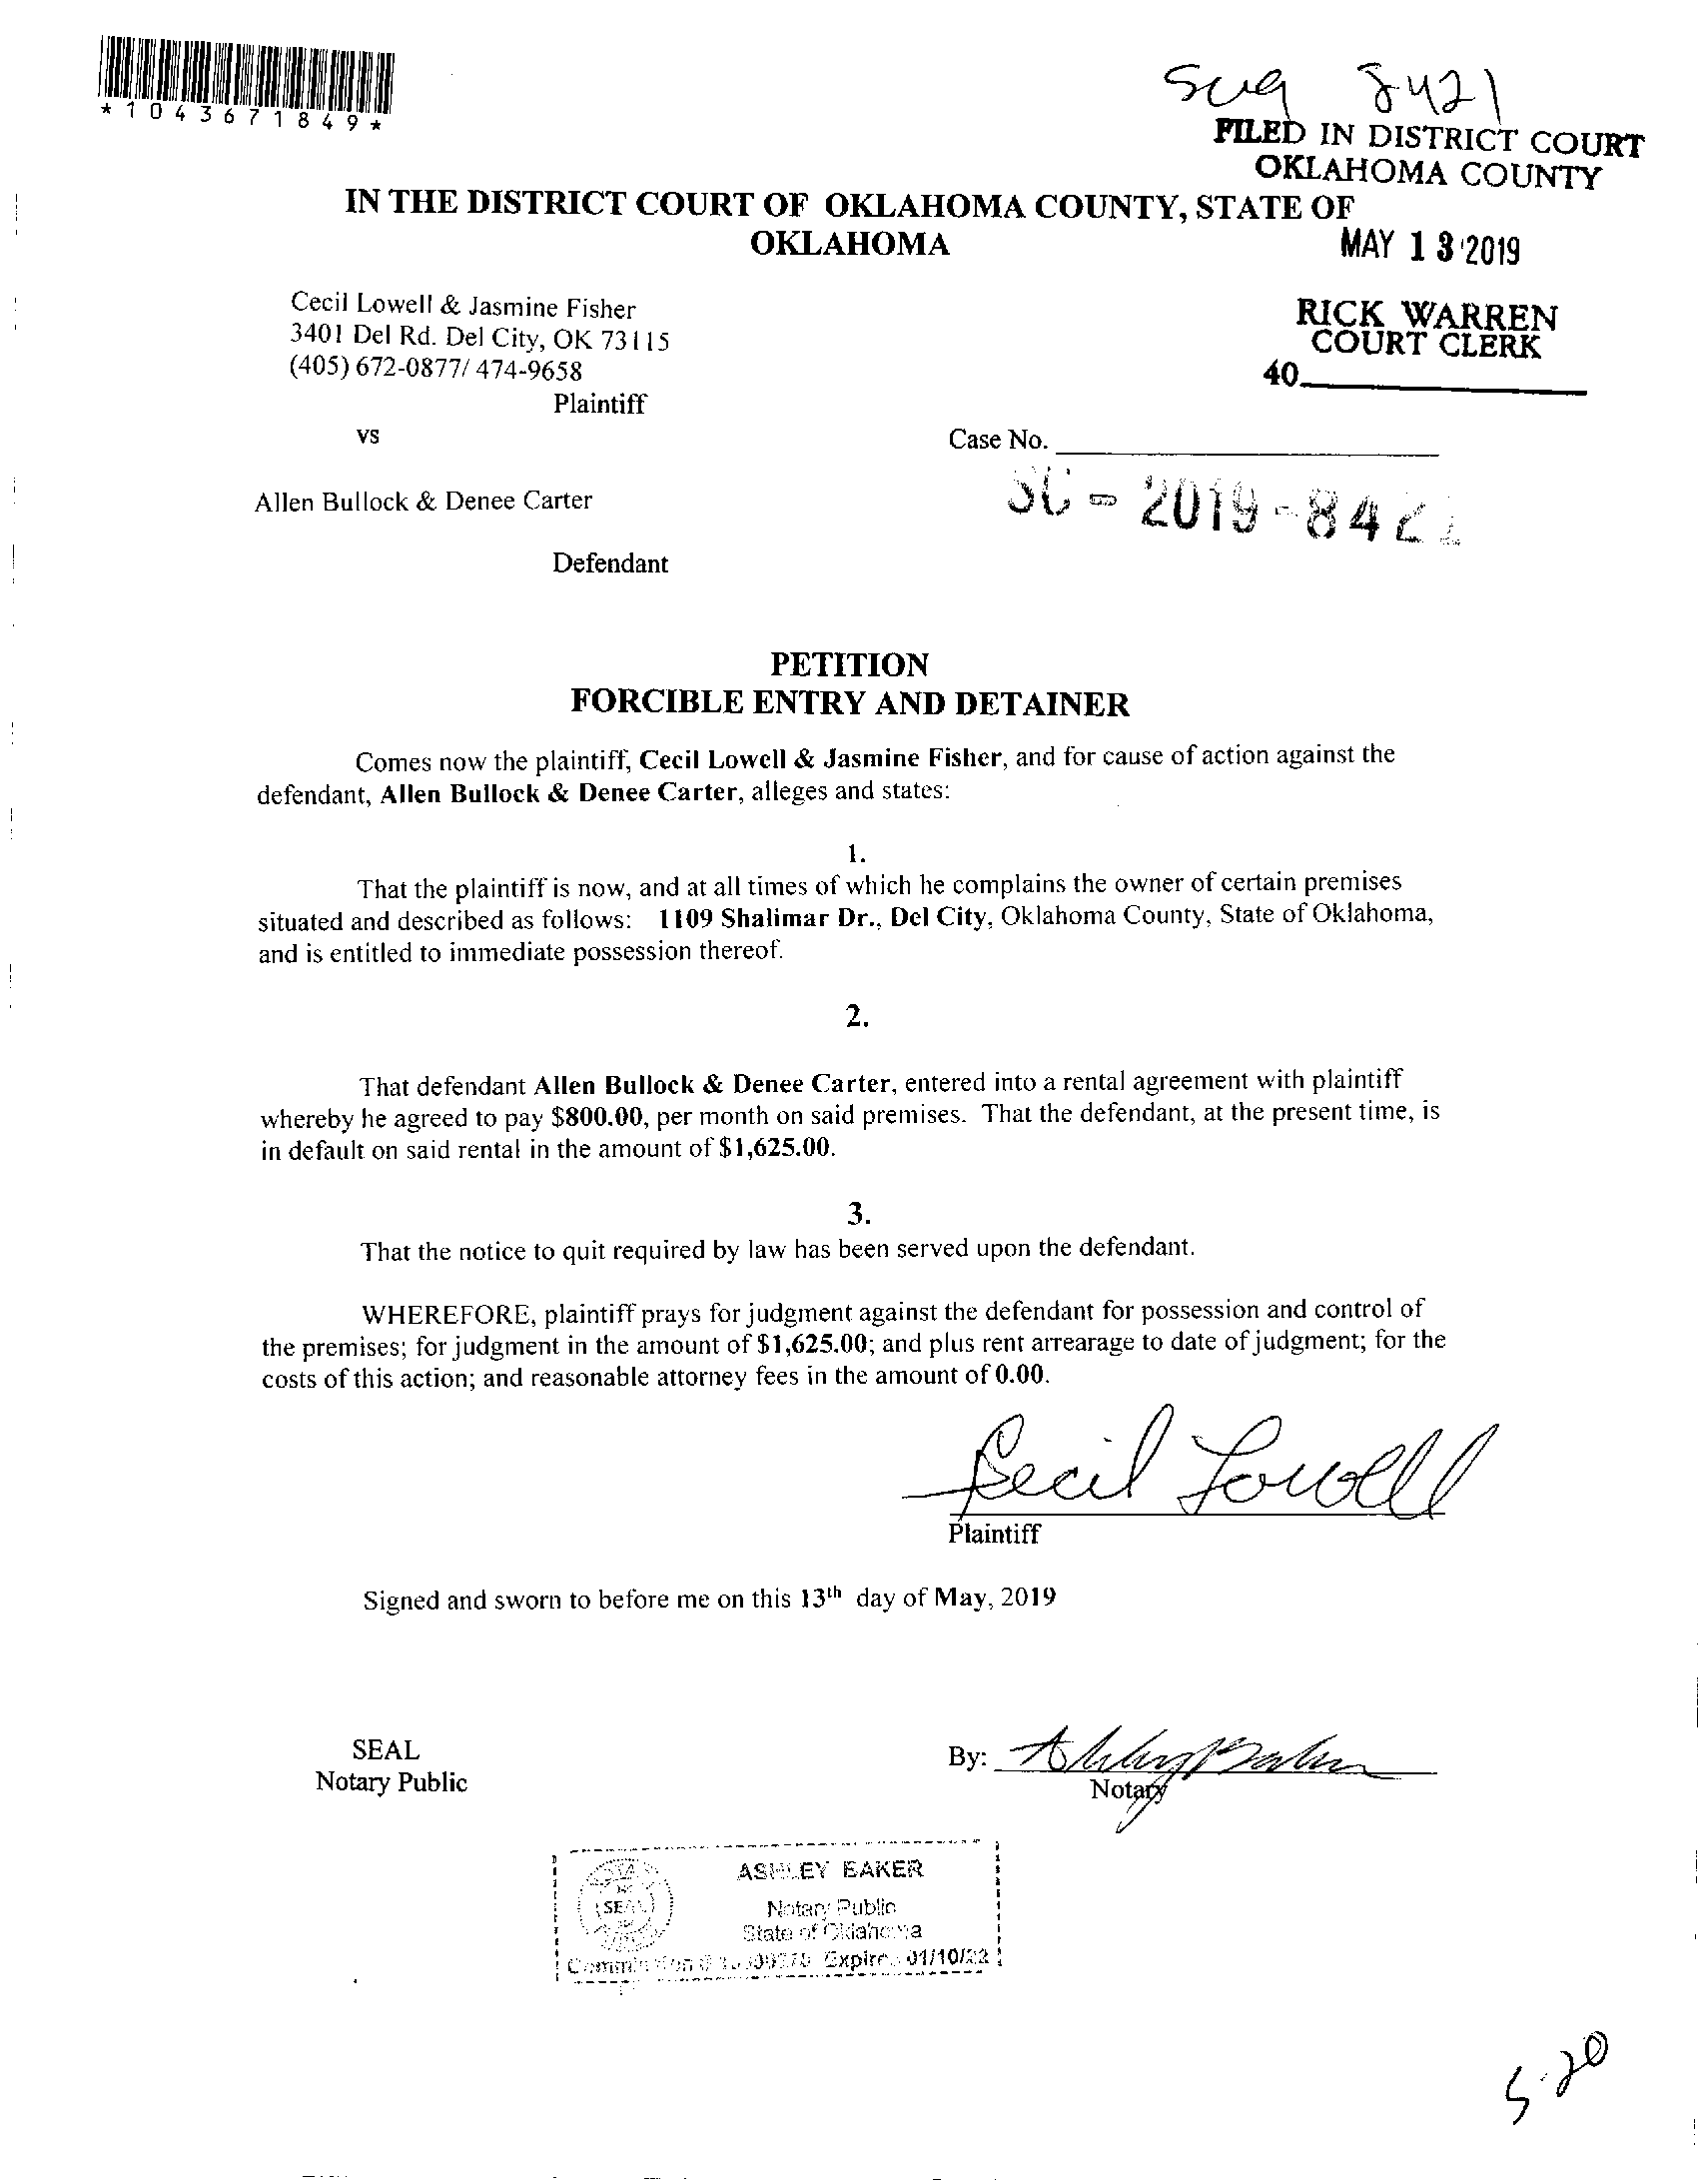 *1043671849*
8421
FILED IN DISTRICT COURT
OKLAHOMA COUNTY
IN THE DISTRICT COURT OF OKLAHOMA COUNTY, STATE OF
OKLAHOMA
MAY 13 2019
Cecil Lowell & Jasmine Fisher
3401 Del Rd. Del City, OK 73115
(405) 672-0877/ 474-9658
RICK WARREN
COURT CLERK
40
Plaintiff
vs
Case No.
SC - 2019 - 8421
Allen Bullock & Denee Carter
Defendant
PETITION
FORCIBLE ENTRY AND DETAINER
Comes now the plaintiff, Cecil Lowell & Jasmine Fisher, and for cause of action against the
defendant, Allen Bullock & Denee Carter, alleges and states:
1.
That the plaintiff is now, and at all times of which he complains the owner of certain premises
situated and described as follows: 1109 Shalimar Dr., Del City, Oklahoma County, State of Oklahoma,
and is entitled to immediate possession thereof.
2.
That defendant Allen Bullock & Denee Carter, entered into a rental agreement with plaintiff
whereby he agreed to pay $800.00, per month on said premises. That the defendant, at the present time, is
in default on said rental in the amount of $1,625.00.
3.
That the notice to quit required by law has been served upon the defendant.
WHEREFORE, plaintiff prays for judgment against the defendant for possession and control of
the premises; for judgment in the amount of $1,625.00; and plus rent arrearage to date of judgment; for the
costs of this action; and reasonable attorney fees in the amount of 0.00.
Cecil Lowell
Plaintiff
Signed and sworn to before me on this 13th day of May, 2019
SEAL
Notary Public
By: Ashley Baker
Notary
ASHLEY BAKER
Notary Public
State of Oklahoma
SEAL
Commission # Expires 01/10/22
5-20